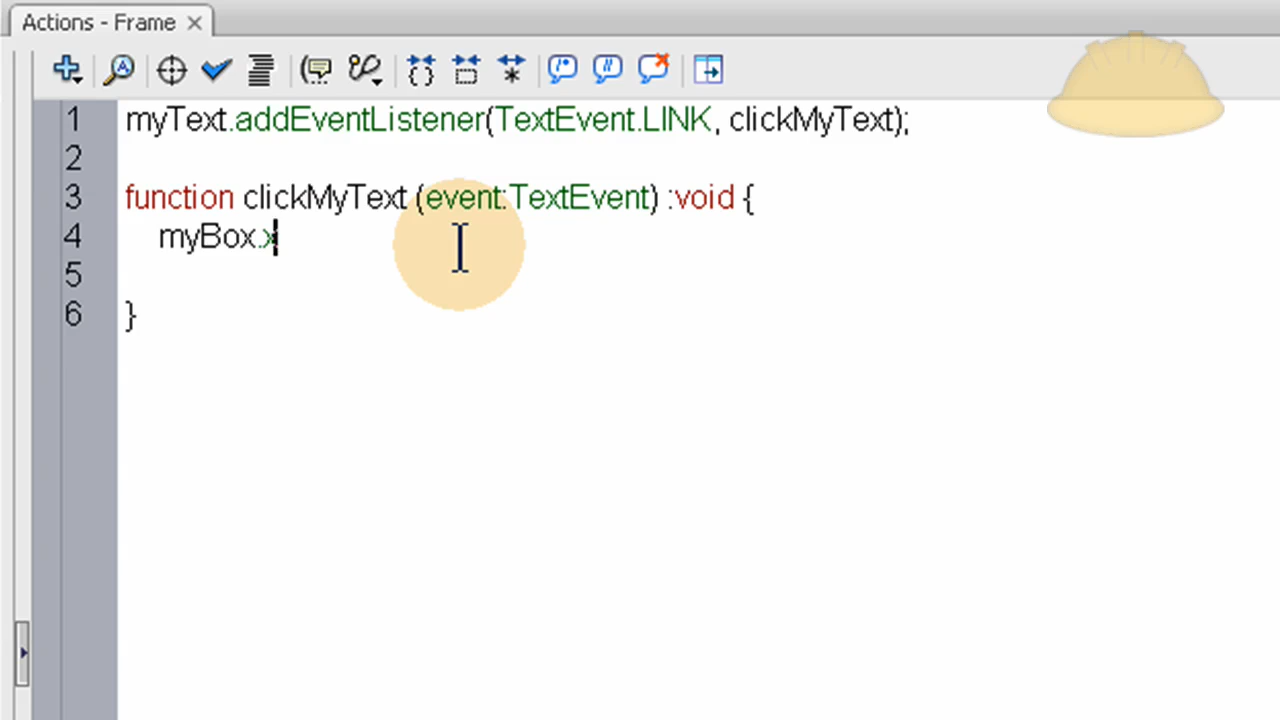 Actions - Frame
1 myText.addEventListener(TextEvent.LINK, clickMyText);
2
3 function clickMyText (event:TextEvent) :void {
4 myBox.x
5
6 }